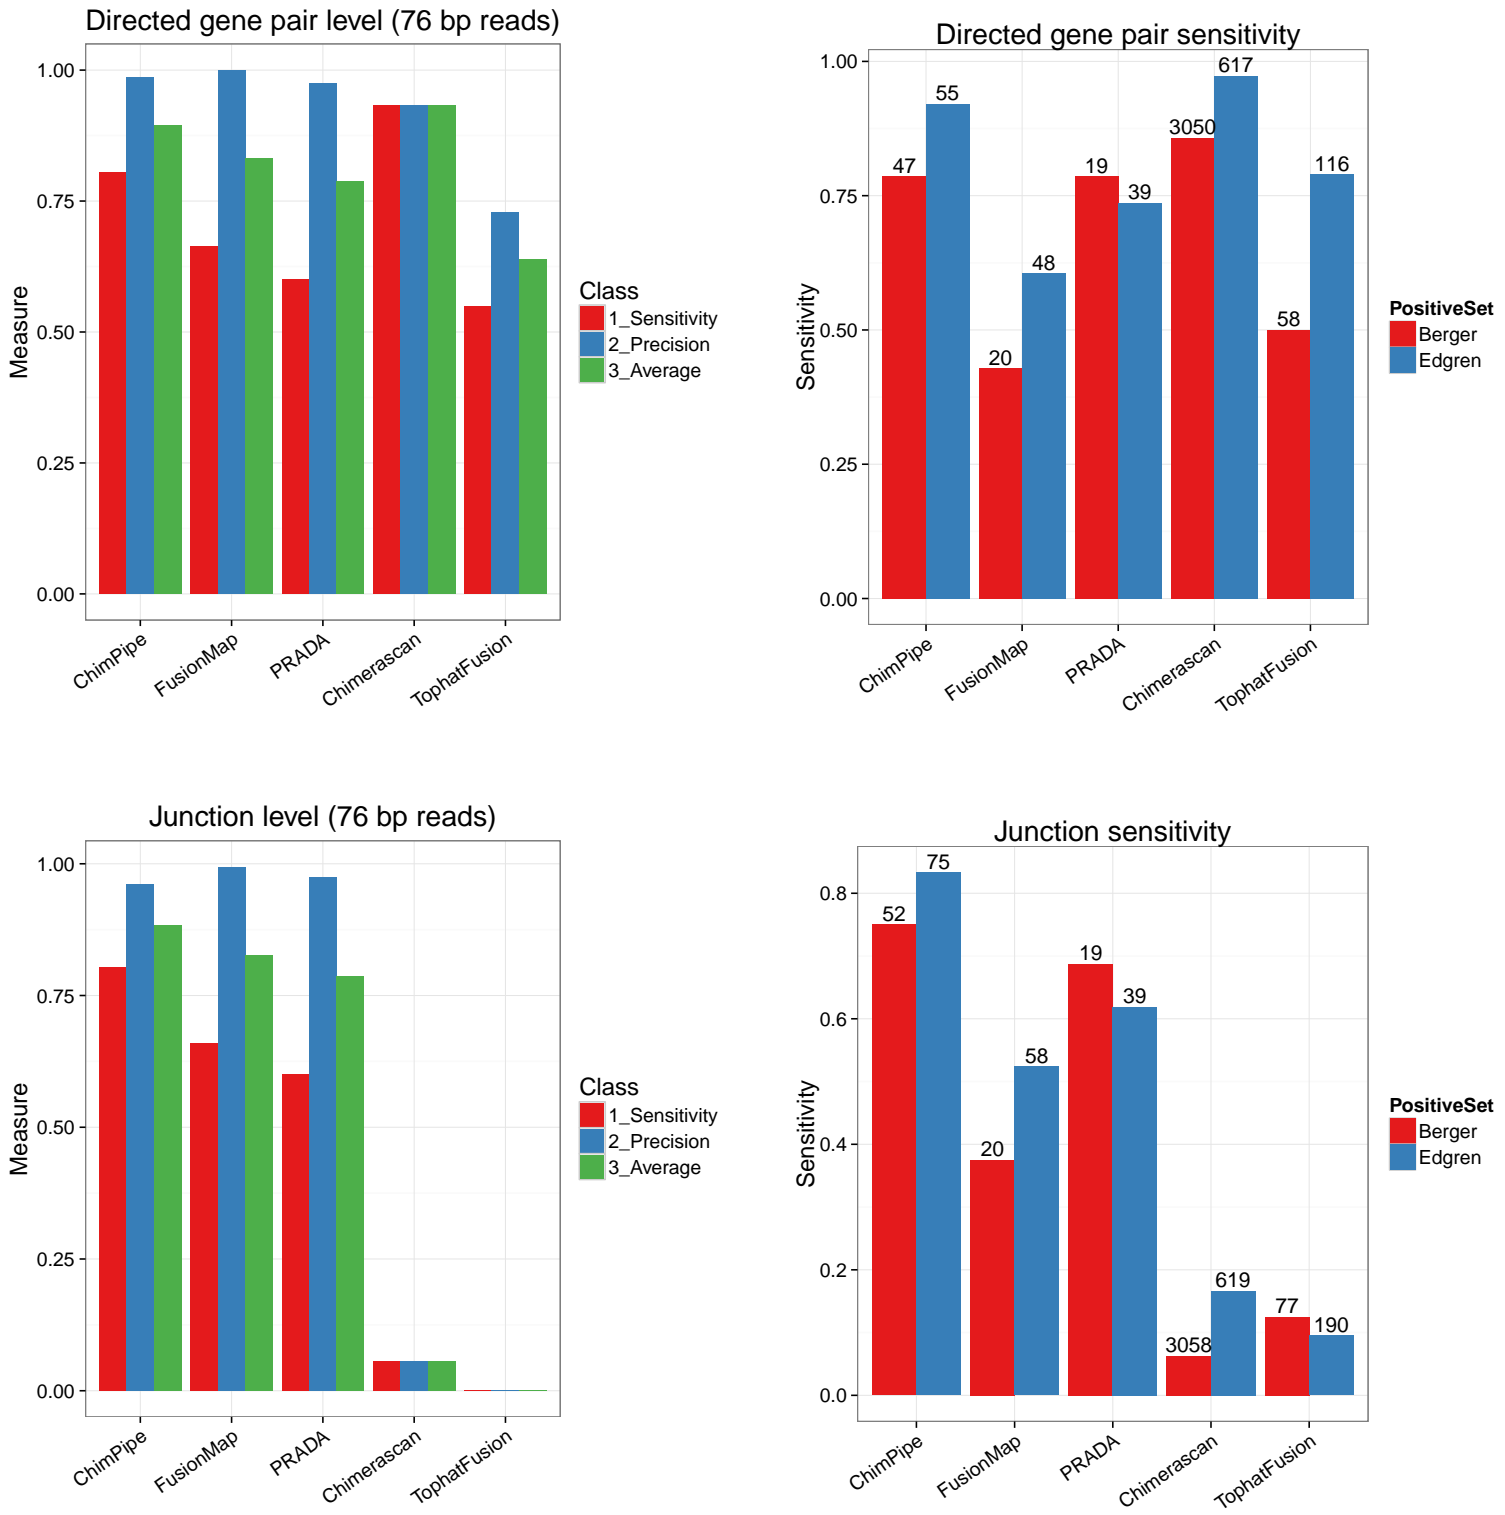 Directed gene pair level (76 bp reads)
Measure
1.00
0.75
0.50
0.25
0.00
ChimPipe
FusionMap
PRADA
Chimerascan
TophatFusion
Class
1_Sensitivity
2_Precision
3_Average
Directed gene pair sensitivity
Sensitivity
1.00
0.75
0.50
0.25
0.00
47
55
20
48
19
39
3050
617
58
116
ChimPipe
FusionMap
PRADA
Chimerascan
TophatFusion
PositiveSet
Berger
Edgren
Junction level (76 bp reads)
Measure
1.00
0.75
0.50
0.25
0.00
ChimPipe
FusionMap
PRADA
Chimerascan
TophatFusion
Class
1_Sensitivity
2_Precision
3_Average
Junction sensitivity
Sensitivity
0.8
0.6
0.4
0.2
0.0
52
75
20
58
19
39
3058
619
77
190
ChimPipe
FusionMap
PRADA
Chimerascan
TophatFusion
PositiveSet
Berger
Edgren